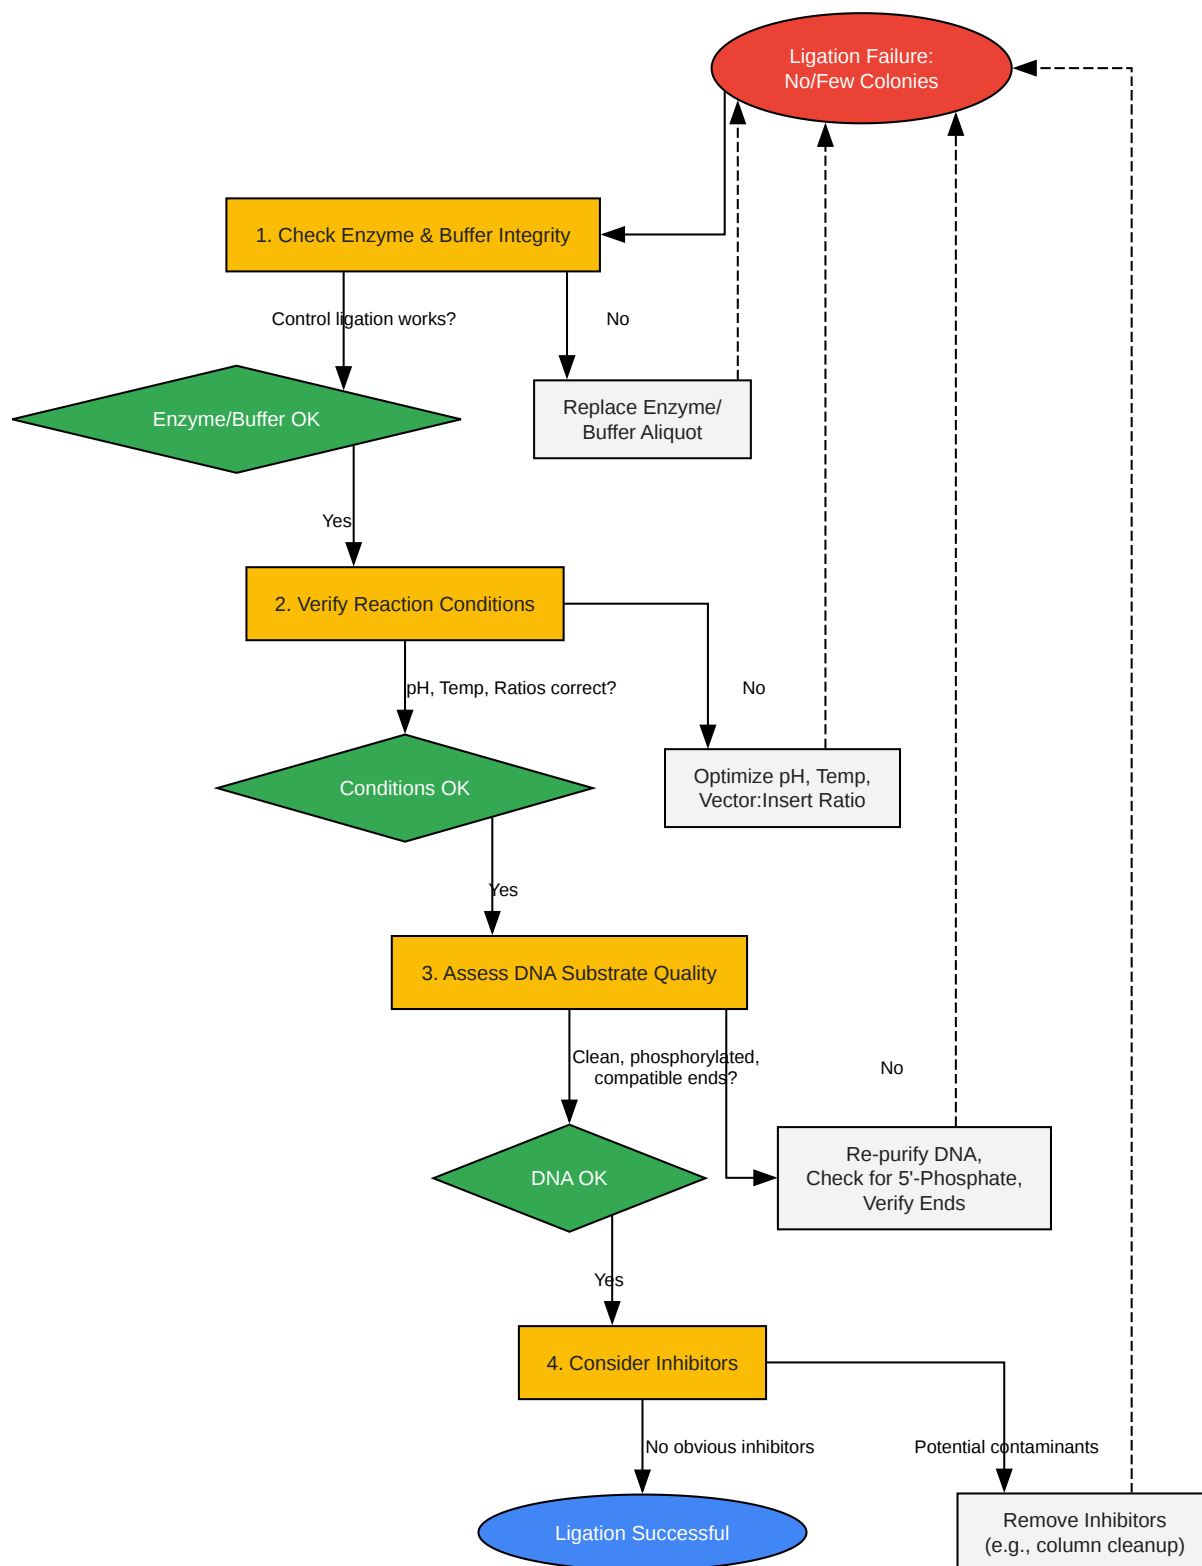 Ligation Failure:
No/Few Colonies
1. Check Enzyme & Buffer Integrity
Control ligation works?
No
Enzyme/Buffer OK
Replace Enzyme/
Buffer Aliquot
Yes
2. Verify Reaction Conditions
pH, Temp, Ratios correct?
No
Conditions OK
Optimize pH, Temp,
Vector:Insert Ratio
Yes
3. Assess DNA Substrate Quality
Clean, phosphorylated,
compatible ends?
No
DNA OK
Re-purify DNA,
Check for 5'-Phosphate,
Verify Ends
Yes
4. Consider Inhibitors
No obvious inhibitors
Potential contaminants
Ligation Successful
Remove Inhibitors
(e.g., column cleanup)